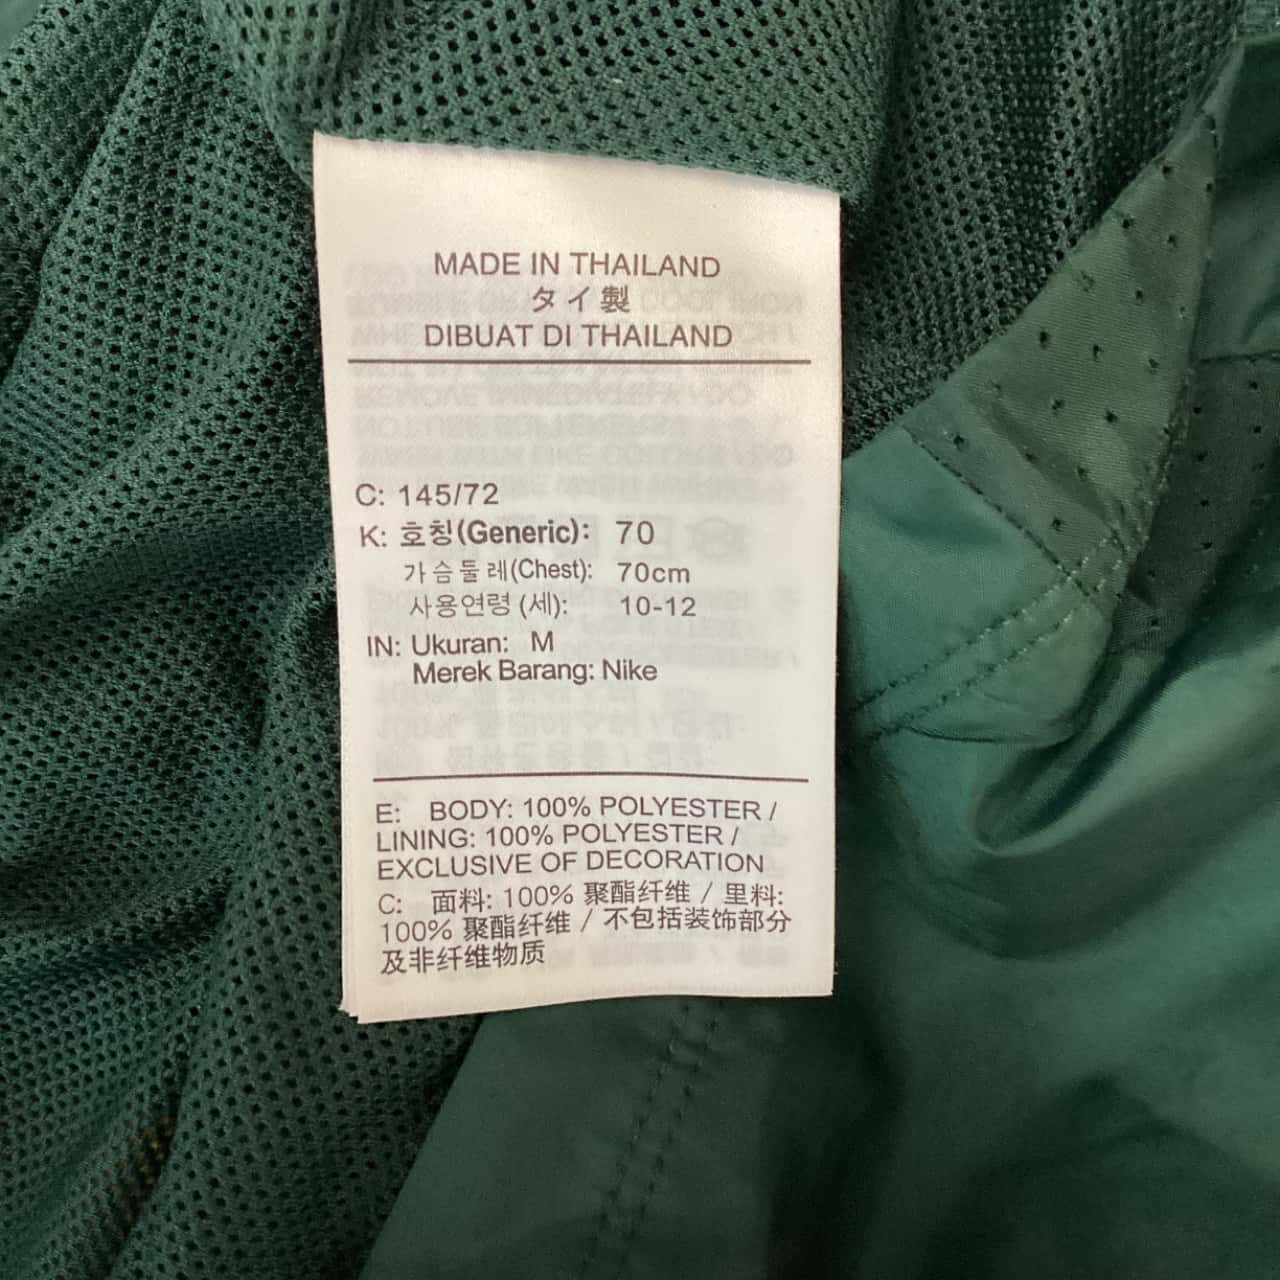 MADE IN THAILAND
タイ製
DIBUAT DI THAILAND
C: 145/72
K: 호칭(Generic): 70
가슴둘레(Chest): 70cm
사용연령 (세): 10-12
IN: Ukuran: M
Merek Barang: Nike
E: BODY: 100% POLYESTER /
LINING: 100% POLYESTER /
EXCLUSIVE OF DECORATION
C: 面料: 100% 聚酯纤维 / 里料:
100% 聚酯纤维 / 不包括装饰部分
及非纤维物质